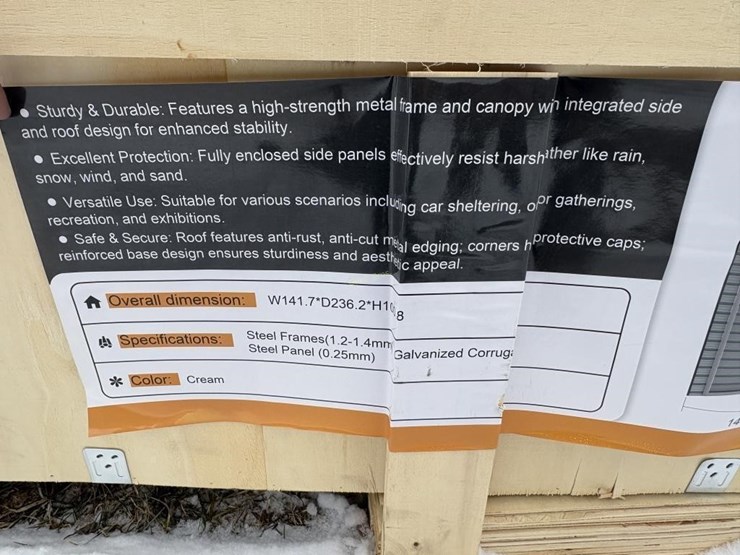 • Sturdy & Durable: Features a high-strength metal frame and canopy w integrated side
and roof design for enhanced stability.
• Excellent Protection: Fully enclosed side panels effectively resist harsh ther like rain,
snow, wind, and sand.
• Versatile Use: Suitable for various scenarios including car sheltering, o or gatherings,
recreation, and exhibitions.
• Safe & Secure: Roof features anti-rust, anti-cut metal edging; corners h protective caps;
reinforced base design ensures sturdiness and aesthetic appeal.
Overall dimension: W141.7*D236.2*H1 8
Specifications: Steel Frames(1.2-1.4mm
Steel Panel (0.25mm) Galvanized Corrug
Color: Cream
14